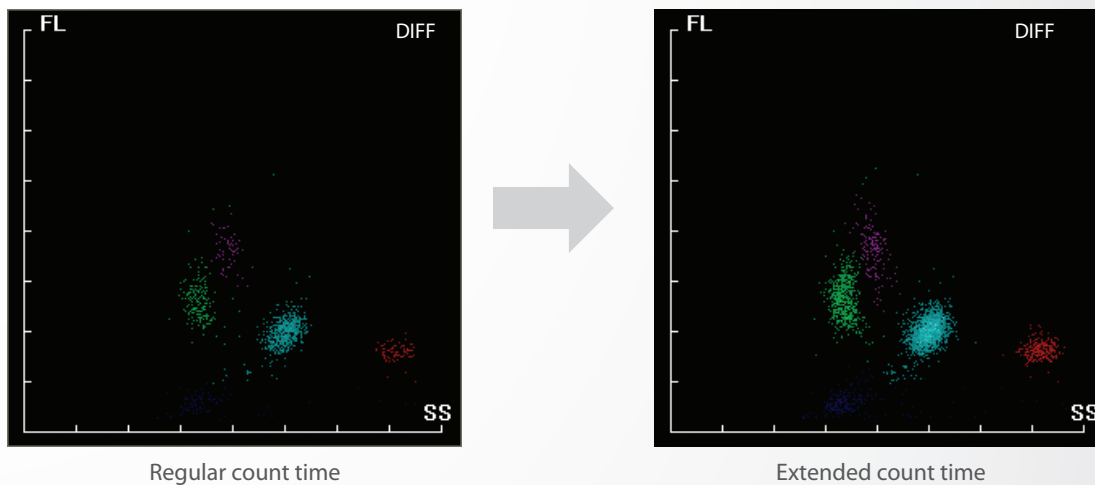 FL
DIFF
SS
Regular count time
FL
DIFF
SS
Extended count time